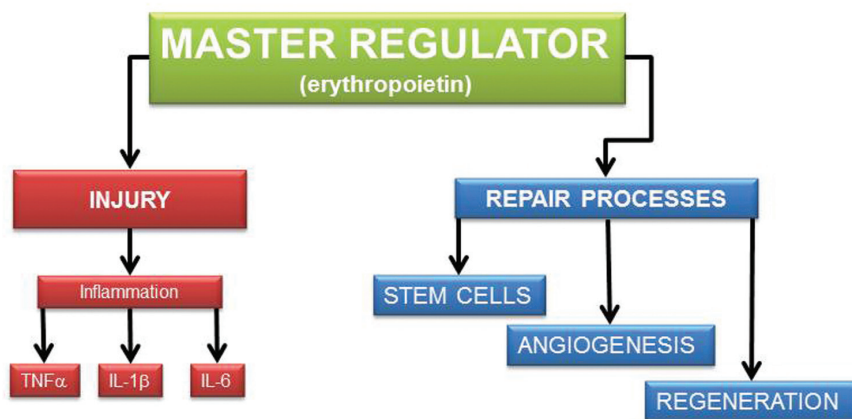 MASTER REGULATOR
(erythropoietin)
INJURY
REPAIR PROCESSES
Inflammation
STEM CELLS
ANGIOGENESIS
TNFα
IL-1β
IL-6
REGENERATION